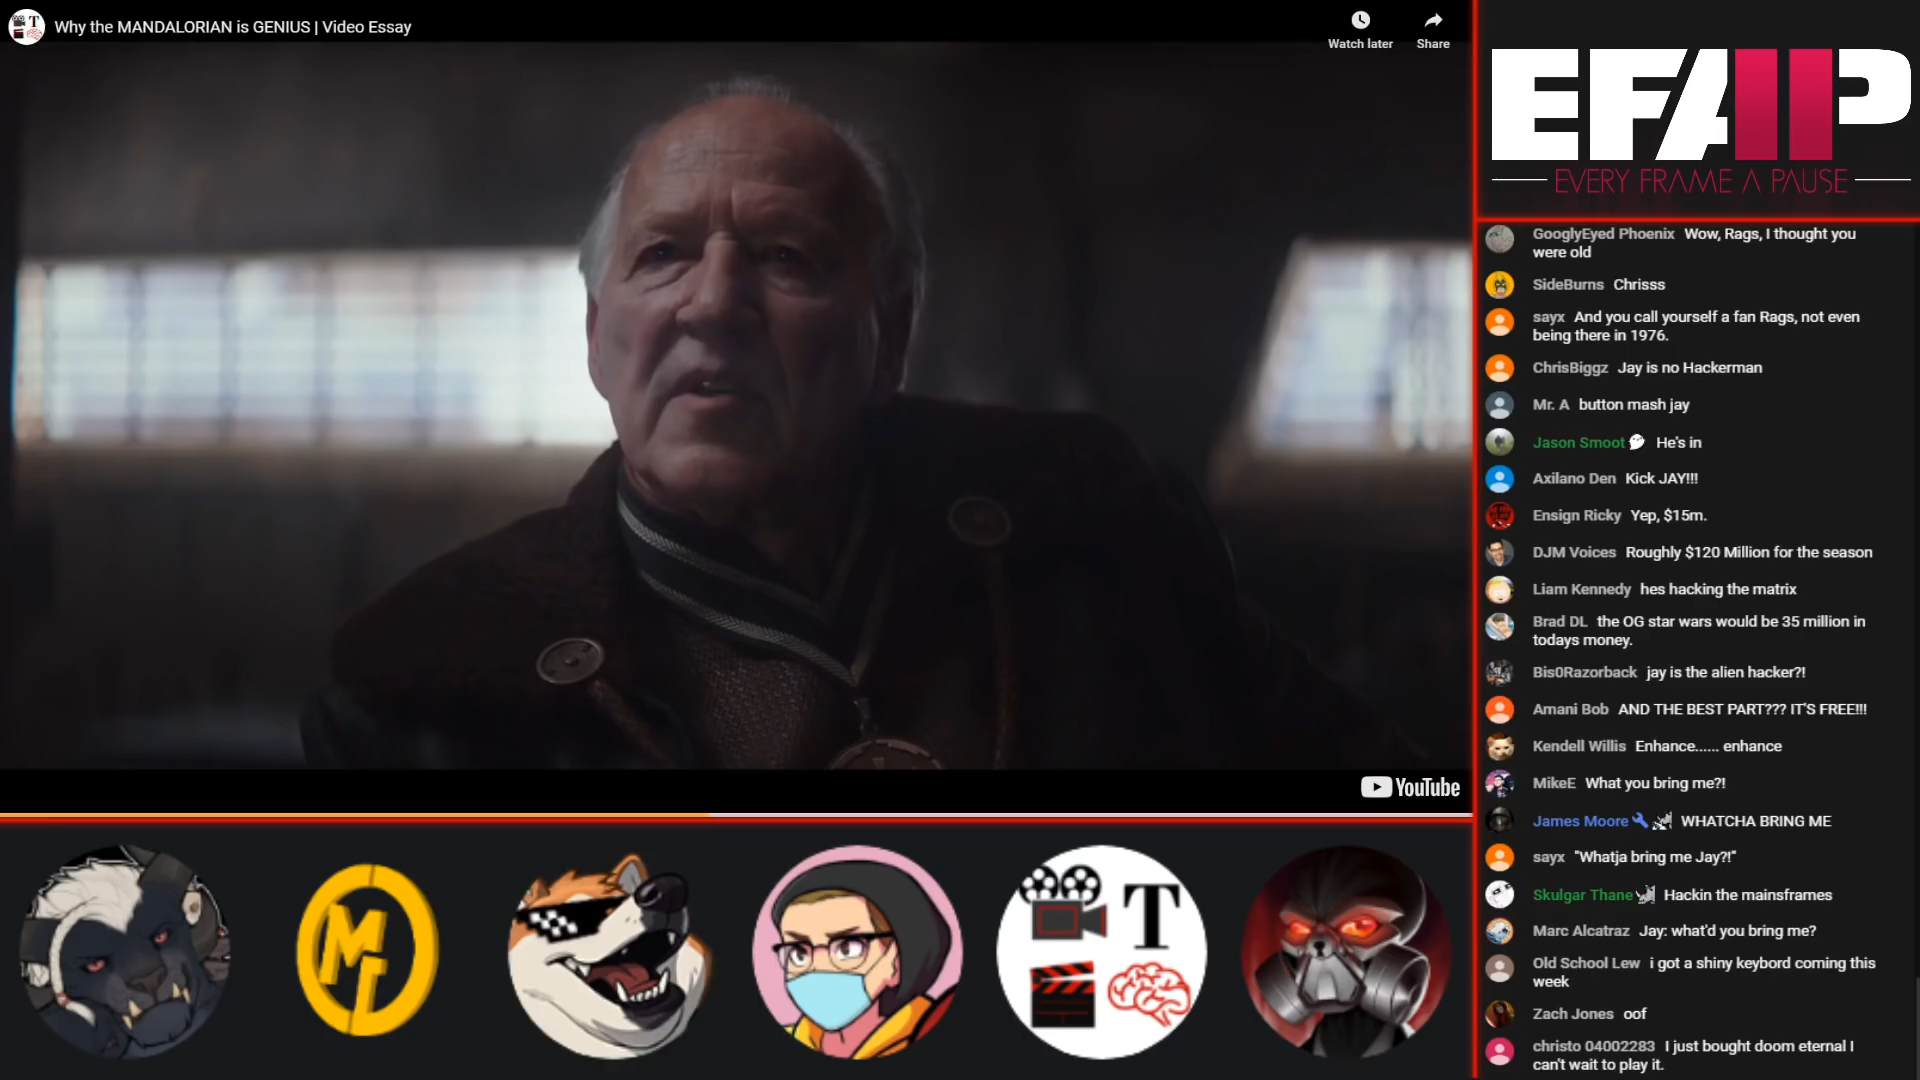 Why the MANDALORIAN is GENIUS | Video Essay
Watch later
Share
EFAP
EVERY FRAME A PAUSE
GooglyEyed Phoenix Wow, Rags, I thought you
were old
SideBurns Chrisss
sayx And you call yourself a fan Rags, not even
being there in 1976.
ChrisBiggz Jay is no Hackerman
Mr. A button mash jay
Jason Smoot He's in
Axilano Den Kick JAY!!!
Ensign Ricky Yep, $15m.
DJM Voices Roughly $120 Million for the season
Liam Kennedy hes hacking the matrix
Brad DL the OG star wars would be 35 million in
todays money.
Bis0Razorback jay is the alien hacker?!
Amani Bob AND THE BEST PART??? IT'S FREE!!!
Kendell Willis Enhance...... enhance
MikeE What you bring me?!
James Moore WHATCHA BRING ME
sayx "Whatja bring me Jay?!"
Skulgar Thane Hackin the mainsframes
Marc Alcatraz Jay: what'd you bring me?
Old School Lew i got a shiny keybord coming this
week
Zach Jones oof
christo 04002283 I just bought doom eternal I
can't wait to play it.
YouTube
T